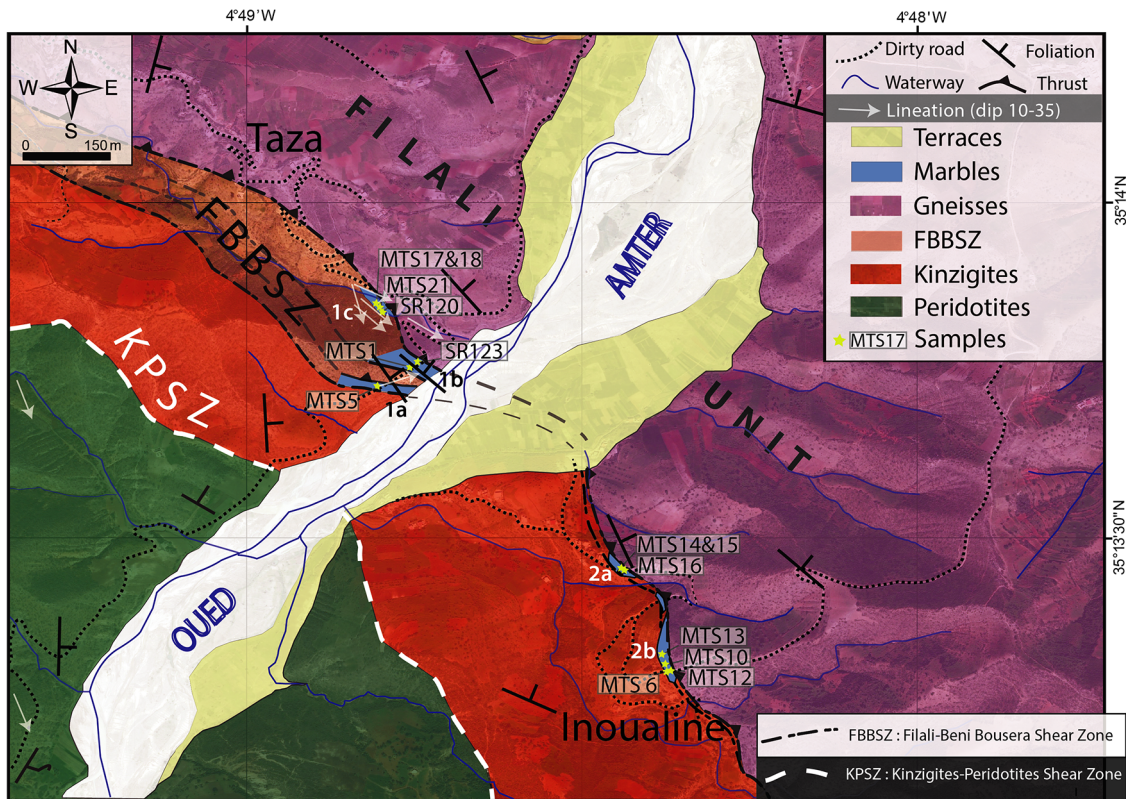 4°49'W
4°48'W
N
W
E
S
0
150 m
Dirty road
Foliation
Waterway
Thrust
Lineation (dip 10-35)
Terraces
Marbles
Gneisses
FBBSZ
Kinzigites
Peridotites
MTS17
Samples
35°14'N
35°13'30"N
Taza
FILALI
UNIT
FBBSZ
KPSZ
AMTER
OUED
MTS17&18
MTS21
SR120
1c
MTS1
SR123
1b
MTS5
1a
MTS14&15
MTS16
2a
MTS13
2b
MTS10
MTS12
MTS 6
Inoualine
FBBSZ : Filali-Beni Bousera Shear Zone
KPSZ : Kinzigites-Peridotites Shear Zone